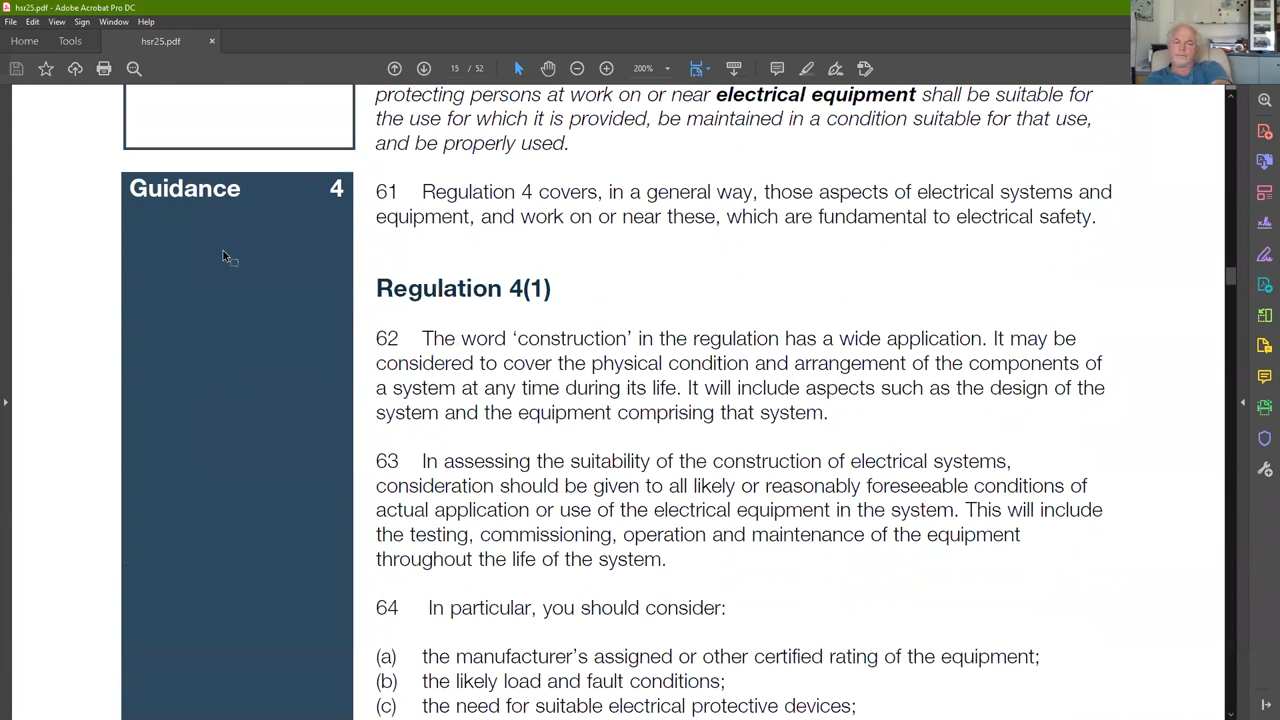 hsr25.pdf - Adobe Acrobat Pro DC
File Edit View Sign Window Help
Home Tools hsr25.pdf ×
15 / 52 200%
protecting persons at work on or near electrical equipment shall be suitable for
the use for which it is provided, be maintained in a condition suitable for that use,
and be properly used.
Guidance 4
61 Regulation 4 covers, in a general way, those aspects of electrical systems and
equipment, and work on or near these, which are fundamental to electrical safety.
Regulation 4(1)
62 The word ‘construction’ in the regulation has a wide application. It may be
considered to cover the physical condition and arrangement of the components of
a system at any time during its life. It will include aspects such as the design of the
system and the equipment comprising that system.
63 In assessing the suitability of the construction of electrical systems,
consideration should be given to all likely or reasonably foreseeable conditions of
actual application or use of the electrical equipment in the system. This will include
the testing, commissioning, operation and maintenance of the equipment
throughout the life of the system.
64 In particular, you should consider:
(a) the manufacturer’s assigned or other certified rating of the equipment;
(b) the likely load and fault conditions;
(c) the need for suitable electrical protective devices;